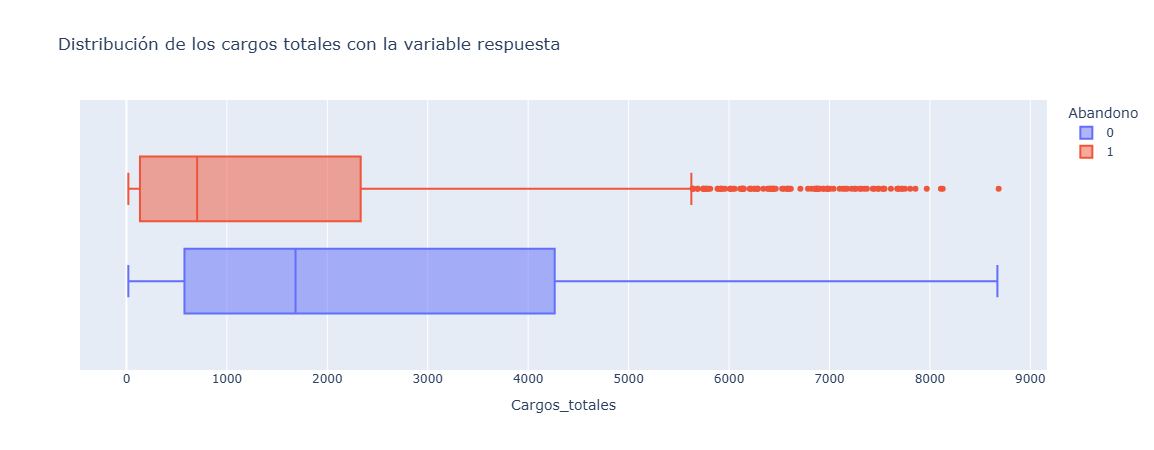 Distribución de los cargos totales con la variable respuesta
Abandono
0
1
0 1000 2000 3000 4000 5000 6000 7000 8000 9000
Cargos_totales